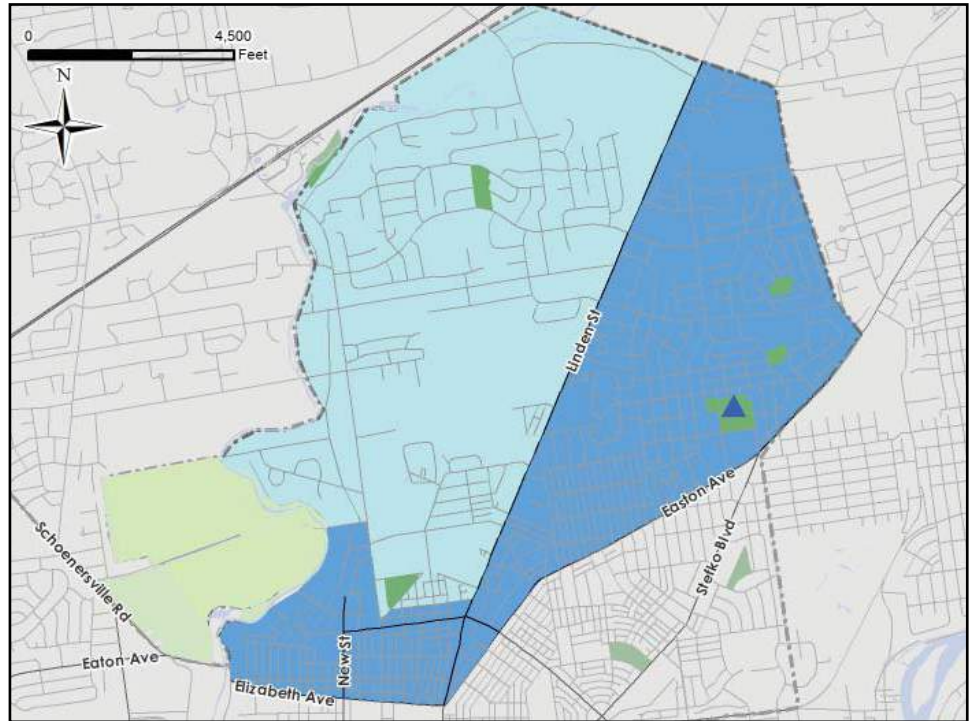 0 4,500
Feet
N
Linden St
Easton Ave
Stefko Blvd
Schoenersville Rd
Eaton Ave
New St
Elizabeth Ave